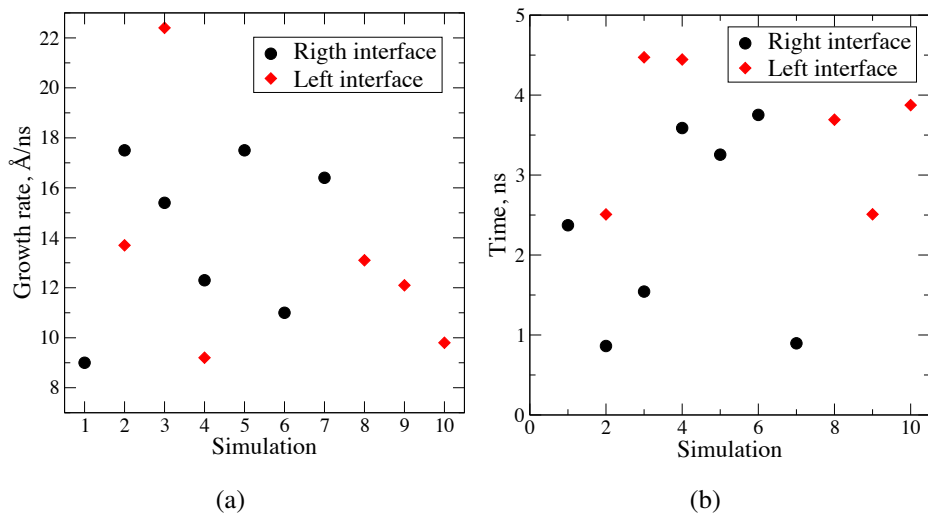 22
20
18
16
14
12
10
8
Growth rate, Å/ns
Rigth interface
Left interface
1 2 3 4 5 6 7 8 9 10
Simulation
(a)
5
4
3
2
1
0
Time, ns
Right interface
Left interface
0 2 4 6 8 10
Simulation
(b)